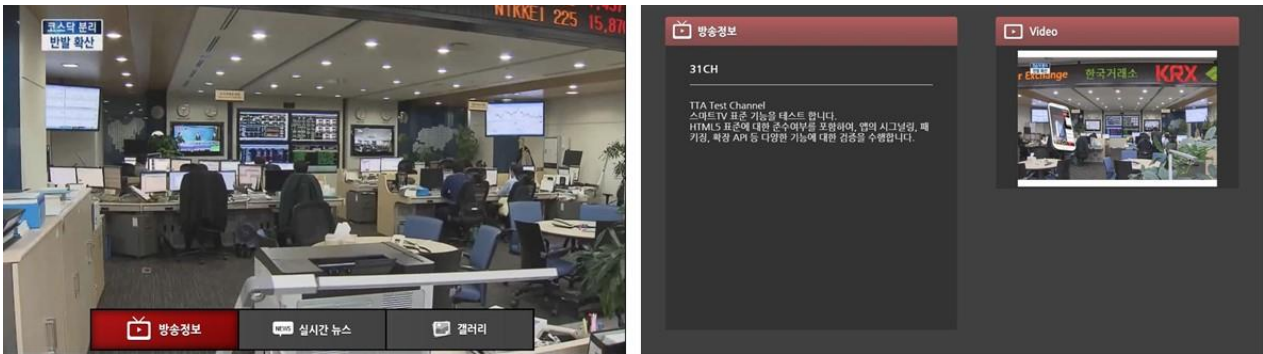 코스닥 분리
반발 확산
NIKKEI 225
15,87
방송정보
NEWS
실시간 뉴스
갤러리
방송정보
31CH
TTA Test Channel
스마트TV 표준 기능을 테스트 합니다.
HTML5 표준에 대한 준수여부를 포함하여, 앱의 시그널링, 패
키징, 확장 API 등 다양한 기능에 대한 검증을 수행합니다.
Video
r Exchange
한국거래소
KRX